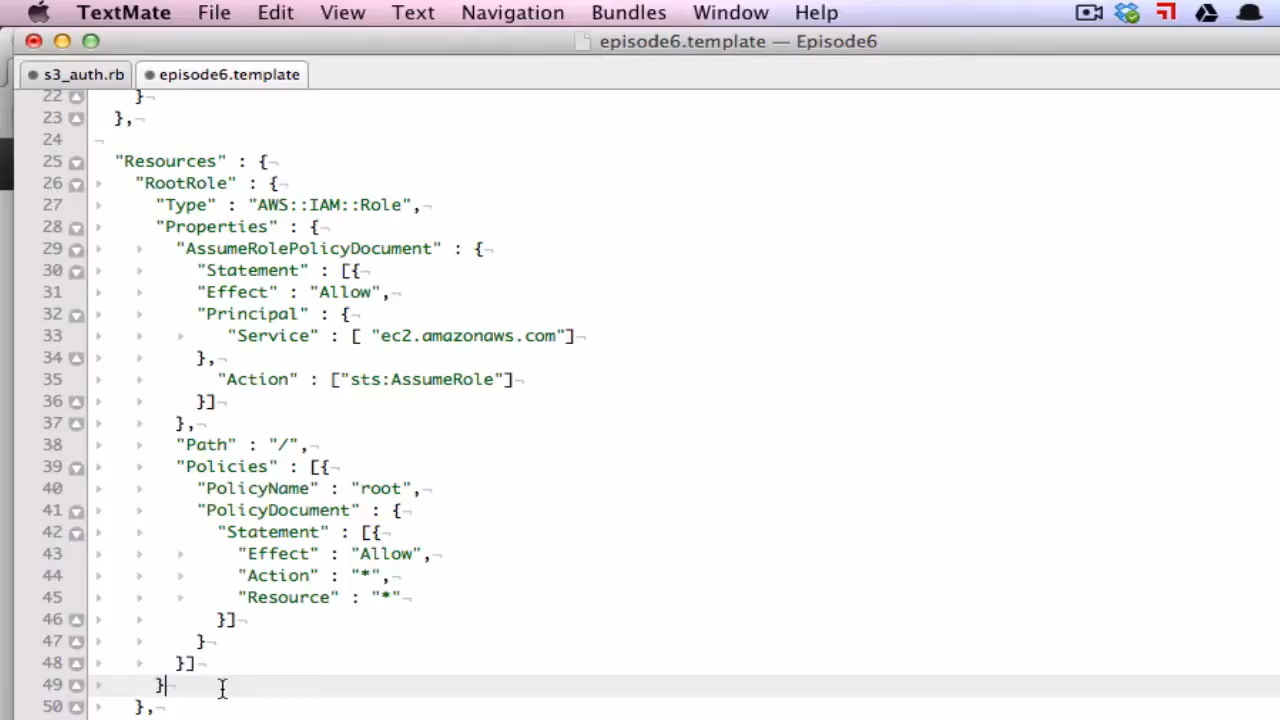 TextMate File Edit View Text Navigation Bundles Window Help
episode6.template — Episode6
s3_auth.rb episode6.template
22 }¬
23 },¬
24 ¬
25 "Resources" : {¬
26 "RootRole" : {¬
27 "Type" : "AWS::IAM::Role",¬
28 "Properties" : {¬
29 "AssumeRolePolicyDocument" : {¬
30 "Statement" : [{¬
31 "Effect" : "Allow",¬
32 "Principal" : {¬
33 "Service" : [ "ec2.amazonaws.com"]¬
34 },¬
35 "Action" : ["sts:AssumeRole"]¬
36 }]¬
37 },¬
38 "Path" : "/",¬
39 "Policies" : [{¬
40 "PolicyName" : "root",¬
41 "PolicyDocument" : {¬
42 "Statement" : [{¬
43 "Effect" : "Allow",¬
44 "Action" : "*",¬
45 "Resource" : "*"¬
46 }]¬
47 }¬
48 }]¬
49 }¬
50 },¬